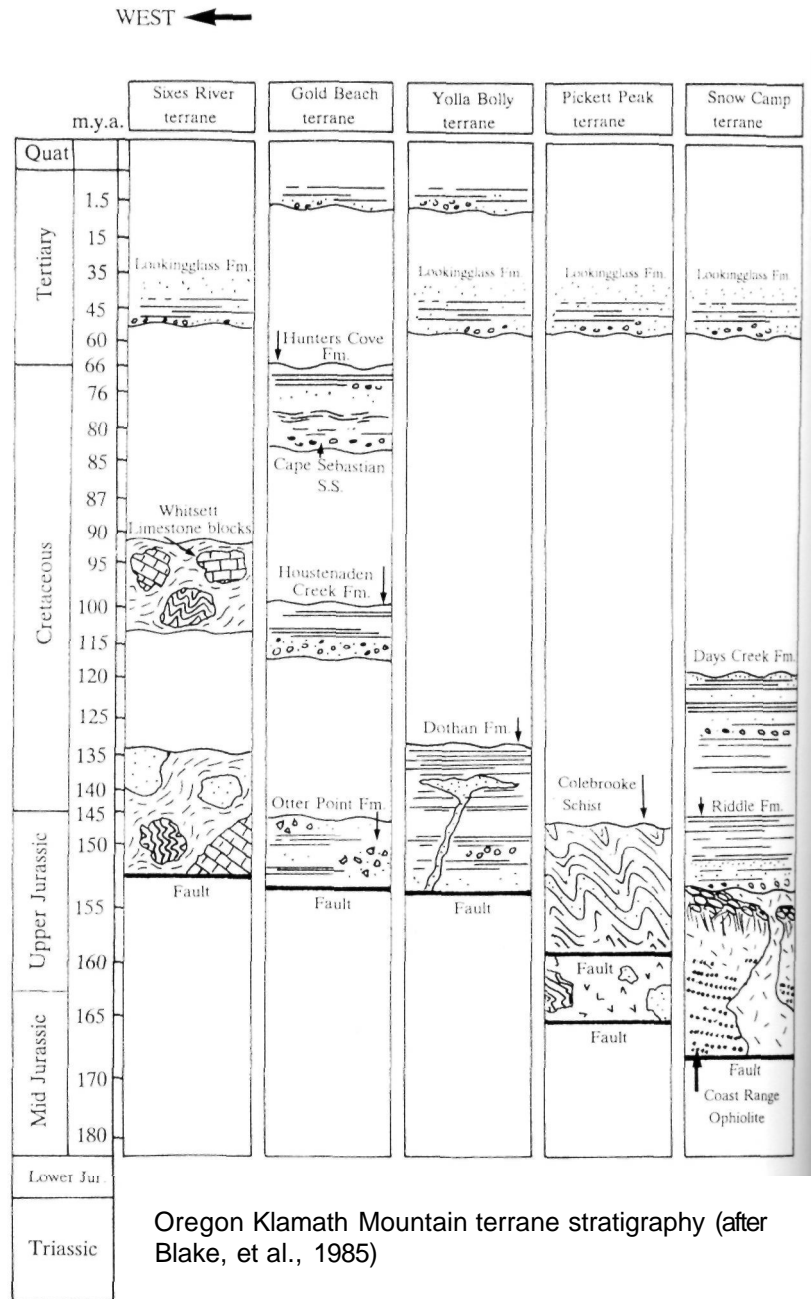 WEST
Sixes River
terrane
Gold Beach
terrane
Yolla Bolly
terrane
Pickett Peak
terrane
Snow Camp
terrane
m.y.a.
Quat
Tertiary
Cretaceous
Upper Jurassic
Mid Jurassic
Lower Jur.
Triassic
1.5
15
35
45
60
66
76
80
85
87
90
95
100
115
120
125
135
140
145
150
155
160
165
170
180
Lookingglass Fm.
Whitsett
Limestone blocks
Fault
Hunters Cove
Fm.
Cape Sebastian
S.S.
Houstenaden
Creek Fm.
Otter Point Fm.
Fault
Lookingglass Fm.
Dothan Fm.
Fault
Lookingglass Fm.
Colebrooke
Schist
Fault
Fault
Lookingglass Fm.
Days Creek Fm.
Riddle Fm.
Fault
Coast Range
Ophiolite
Oregon Klamath Mountain terrane stratigraphy (after
Blake, et al., 1985)